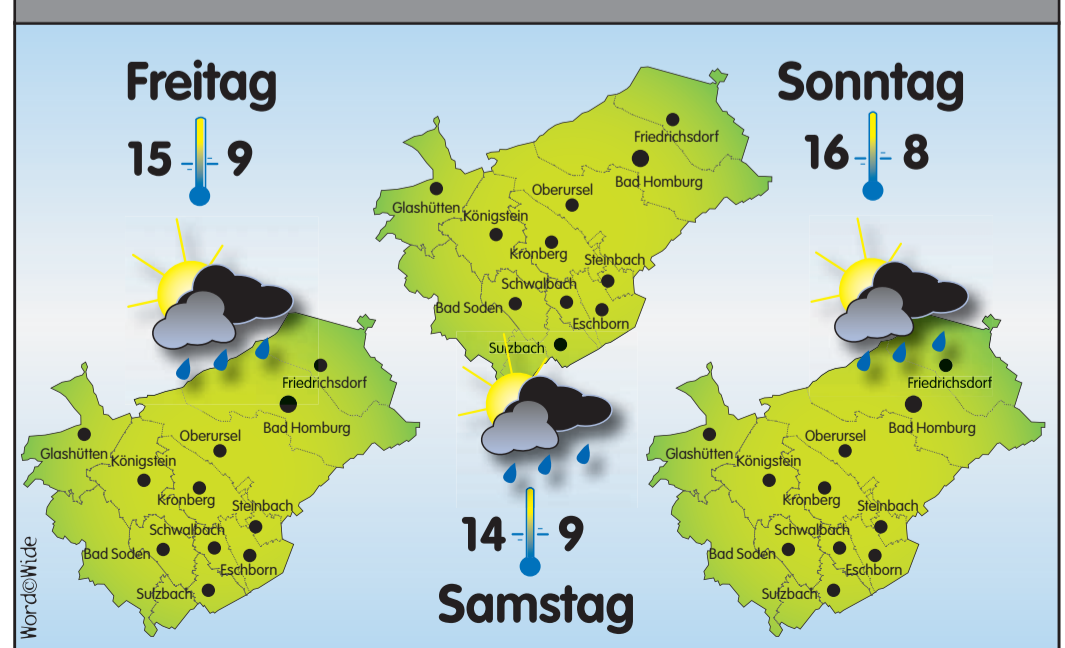 Freitag
15 9
Friedrichsdorf
Bad Homburg
Oberursel
Glashütten
Königstein
Kronberg
Steinbach
Schwalbach
Bad Soden
Eschborn
Sulzbach
Friedrichsdorf
Bad Homburg
Oberursel
Glashütten
Königstein
Kronberg
Steinbach
Schwalbach
Bad Soden
Eschborn
Sulzbach
14 9
Samstag
Sonntag
16 8
Friedrichsdorf
Bad Homburg
Oberursel
Glashütten
Königstein
Kronberg
Steinbach
Schwalbach
Bad Soden
Eschborn
Sulzbach
Word©Wide